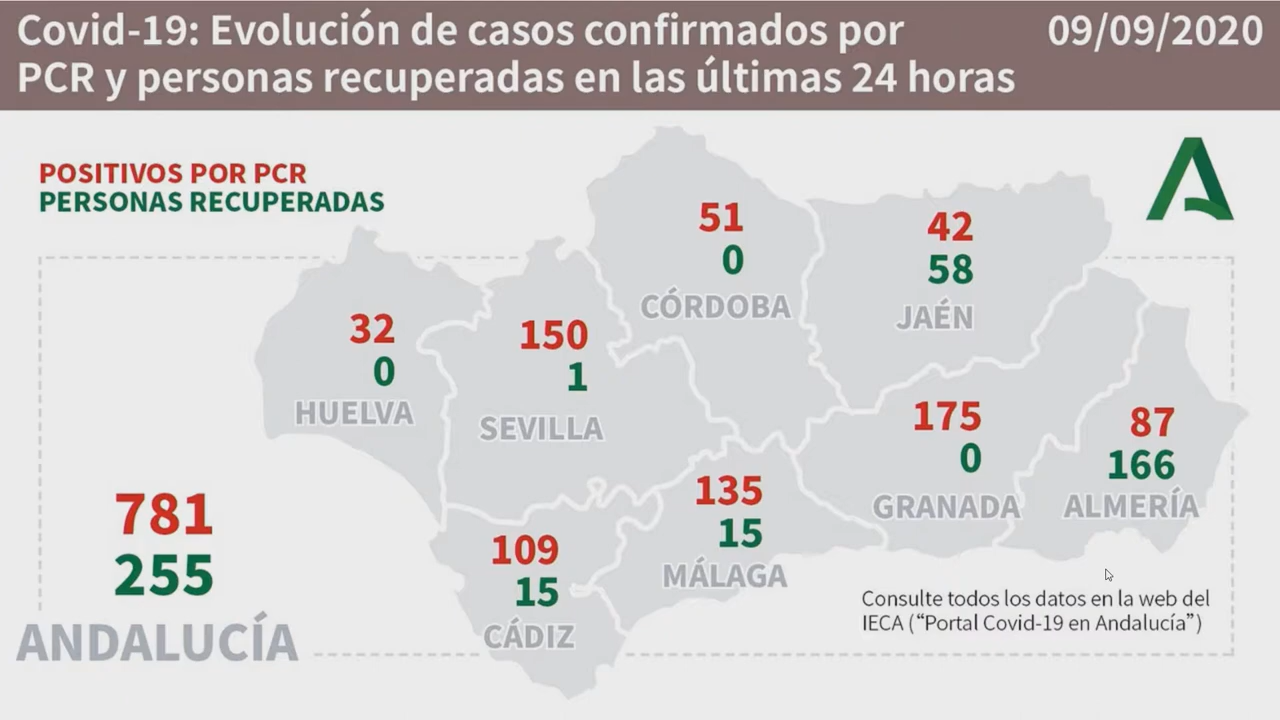 Covid-19: Evolución de casos confirmados por
PCR y personas recuperadas en las últimas 24 horas
09/09/2020
POSITIVOS POR PCR
PERSONAS RECUPERADAS
51
0
CÓRDOBA
42
58
JAÉN
32
0
HUELVA
150
1
SEVILLA
175
0
GRANADA
87
166
ALMERÍA
135
15
MÁLAGA
109
15
CÁDIZ
781
255
ANDALUCÍA
Consulte todos los datos en la web del
IECA (“Portal Covid-19 en Andalucía”)